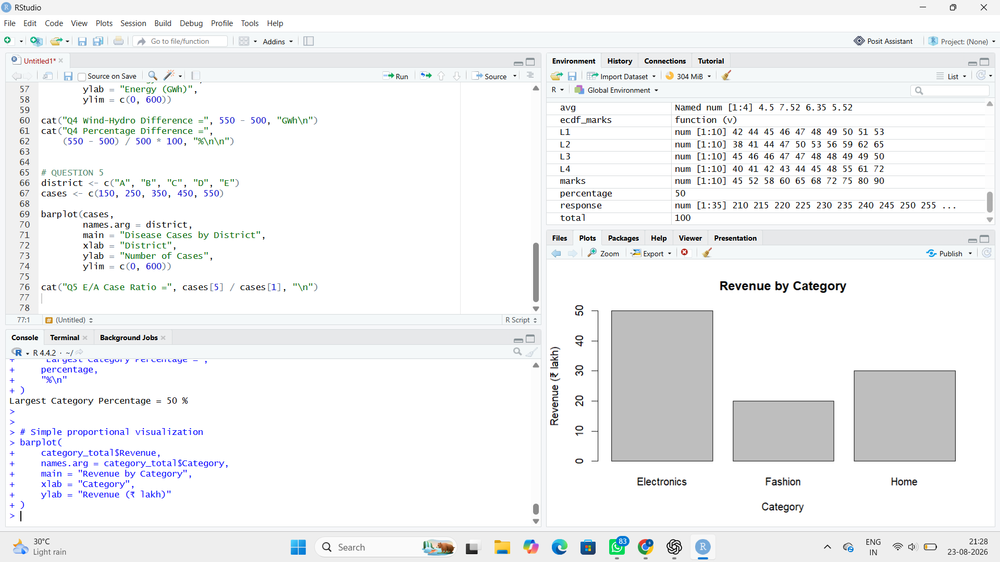 RStudio
File Edit Code View Plots Session Build Debug Profile Tools Help
Go to file/function Addins Posit Assistant Project: (None)
Untitled1*
Source on Save Run Source
57 ylab = "Energy (GWh)",
58 ylim = c(0, 600))
59
60 cat("Q4 Wind-Hydro Difference =", 550 - 500, "GWh\n")
61 cat("Q4 Percentage Difference =",
62 (550 - 500) / 500 * 100, "%\n\n")
63
64
65 # QUESTION 5
66 district <- c("A", "B", "C", "D", "E")
67 cases <- c(150, 250, 350, 450, 550)
68
69 barplot(cases,
70 names.arg = district,
71 main = "Disease Cases by District",
72 xlab = "District",
73 ylab = "Number of Cases",
74 ylim = c(0, 600))
75
76 cat("Q5 E/A Case Ratio =", cases[5] / cases[1], "\n")
77
78
77:1 # (Untitled) R Script
Console Terminal Background Jobs
R 4.4.2 · ~/
+ "Largest Category Percentage =",
+ percentage,
+ "%\n"
+ )
Largest Category Percentage = 50 %
>
>
> # Simple proportional visualization
> barplot(
+ category_total$Revenue,
+ names.arg = category_total$Category,
+ main = "Revenue by Category",
+ xlab = "Category",
+ ylab = "Revenue (₹ lakh)"
+ )
>
Environment History Connections Tutorial
Import Dataset 304 MiB List
R Global Environment
avg Named num [1:4] 4.5 7.52 6.35 5.52
ecdf_marks function (v)
L1 num [1:10] 42 44 45 46 47 48 49 50 51 53
L2 num [1:10] 38 41 44 47 50 53 56 59 62 65
L3 num [1:10] 45 46 46 47 47 48 48 49 49 50
L4 num [1:10] 40 41 42 43 44 45 48 55 61 72
marks num [1:10] 45 52 58 60 65 68 72 75 80 90
percentage 50
response num [1:35] 210 215 220 225 230 235 240 245 250 255 ...
total 100
Files Plots Packages Help Viewer Presentation
Zoom Export Publish
Revenue by Category
Revenue (₹ lakh)
50
40
30
20
10
0
Electronics Fashion Home
Category
30°C
Light rain
Search
83
ENG
IN
21:28
23-08-2026